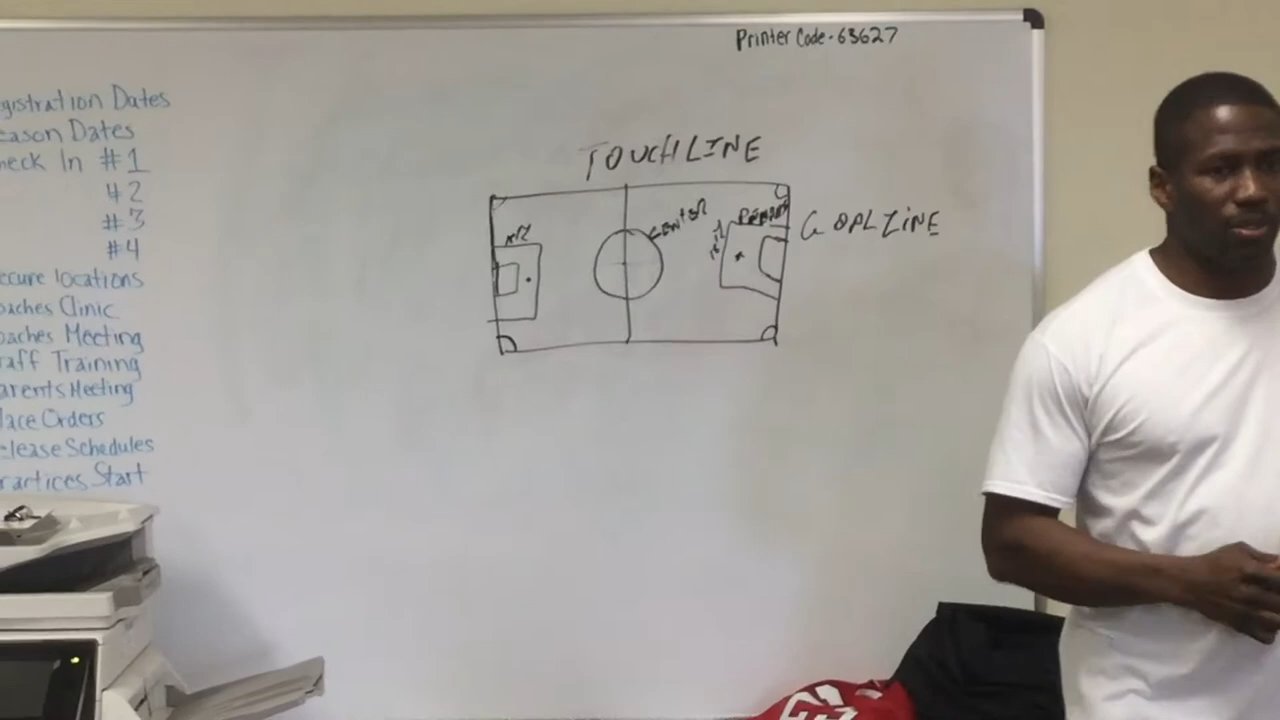 Printer Code-63627
gistration Dates
eason Dates
heck In #1
#2
#3
#4
ecure locations
oaches Clinic
oaches Meeting
raff Training
arents Meeting
lace Orders
elease Schedules
ractices Start
TOUCHLINE
CENTER
GOAL LINE